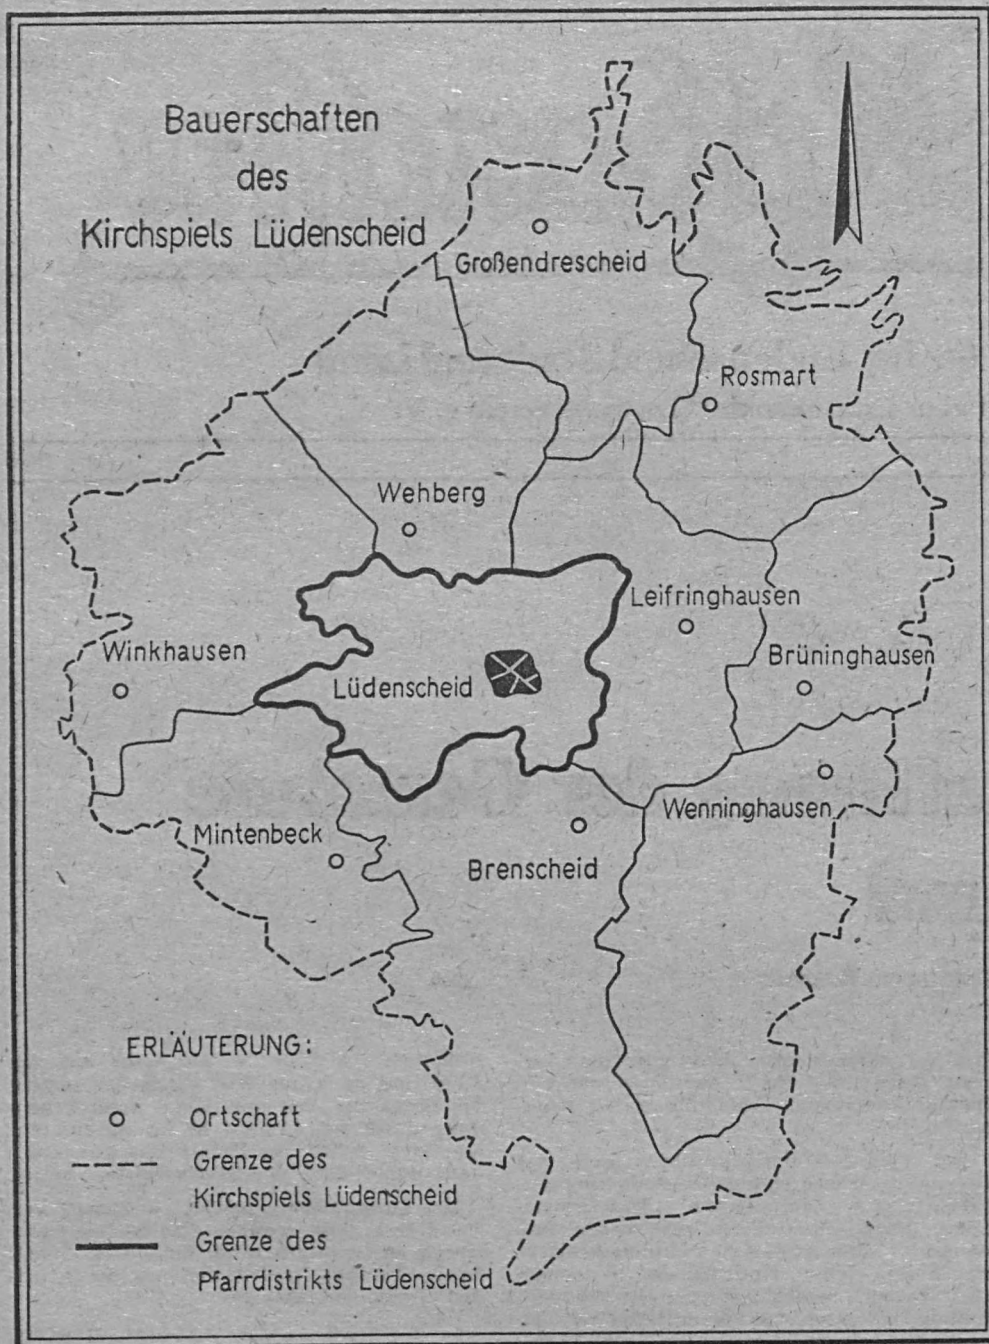 Bauerschaften
des
Kirchspiels Lüdenscheid
Großendrescheid
Rosmart
Wehberg
Leifringhausen
Winkhausen
Brüninghausen
Lüdenscheid
Wenninghausen
Mintenbeck
Brenscheid
ERLÄUTERUNG:
Ortschaft
Grenze des
Kirchspiels Lüdenscheid
Grenze des
Pfarrdistrikts Lüdenscheid